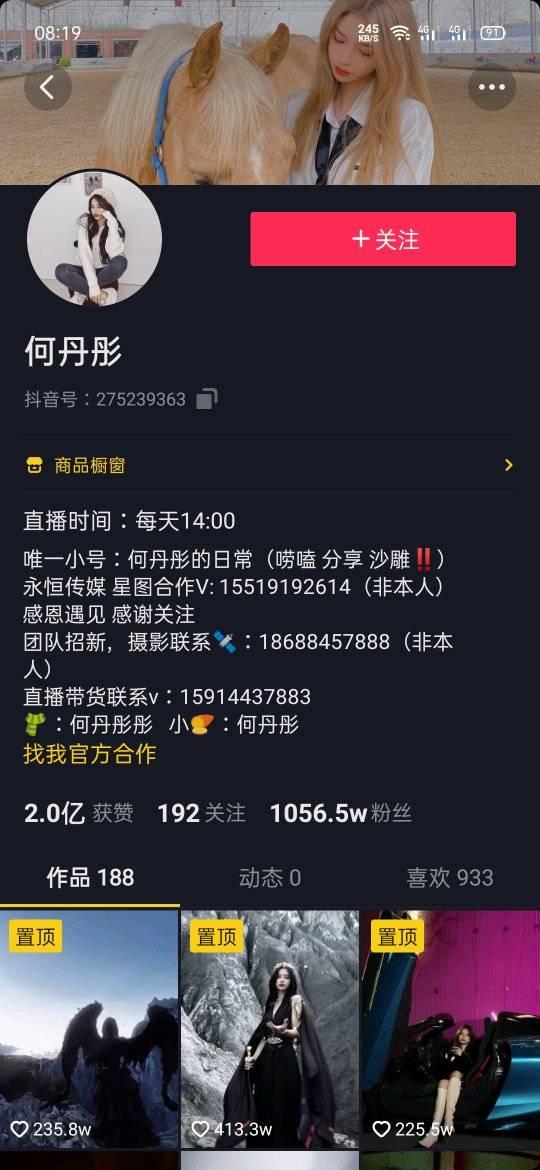 08:19 245 KB/S 4G 4G 91
+关注
何丹彤
抖音号：275239363
商品橱窗
直播时间：每天14:00
唯一小号：何丹彤的日常（唠嗑 分享 沙雕‼️）
永恒传媒 星图合作V: 15519192614（非本人）
感恩遇见 感谢关注
团队招新，摄影联系🛰️：18688457888（非本
人）
直播带货联系v：15914437883
🧣：何丹彤彤 小🍠：何丹彤
找我官方合作
2.0亿 获赞 192 关注 1056.5w 粉丝
作品 188 动态 0 喜欢 933
置顶 置顶 置顶
235.8w 413.3w 225.5w